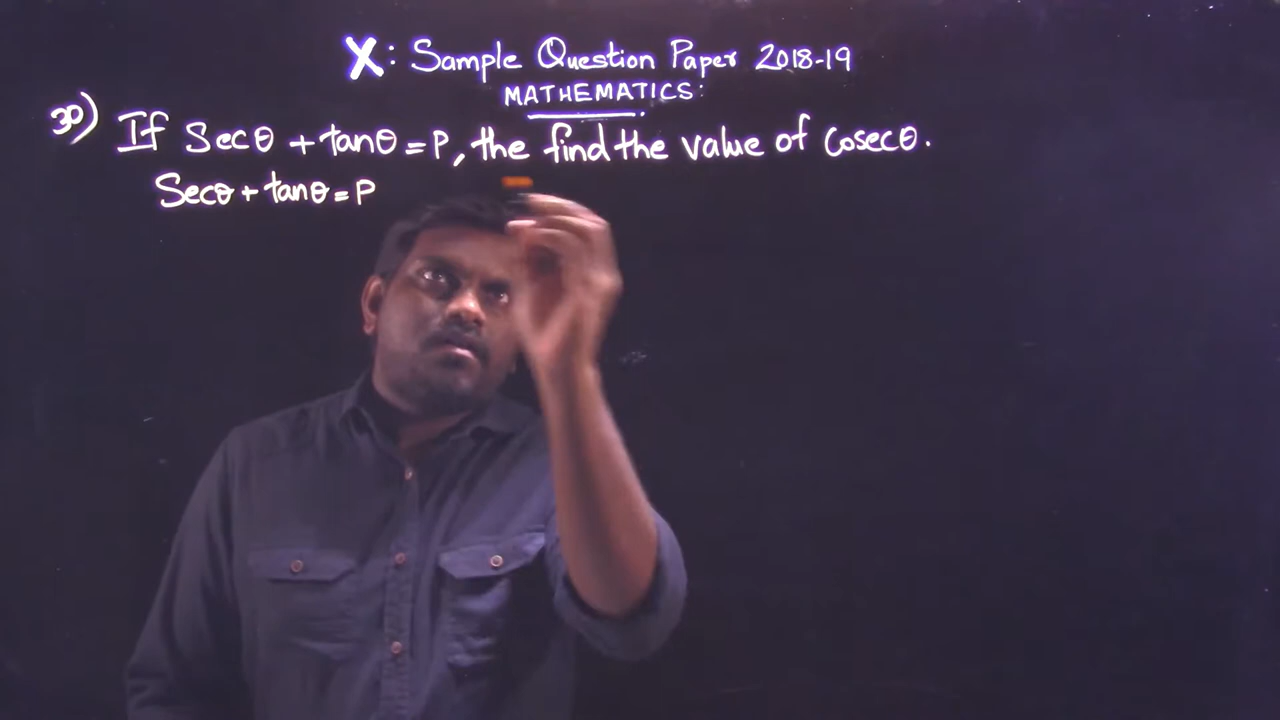 X: Sample Question Paper 2018-19
MATHEMATICS:
30) If Secθ + tanθ = P, the find the value of Cosecθ.
Secθ + tanθ = P